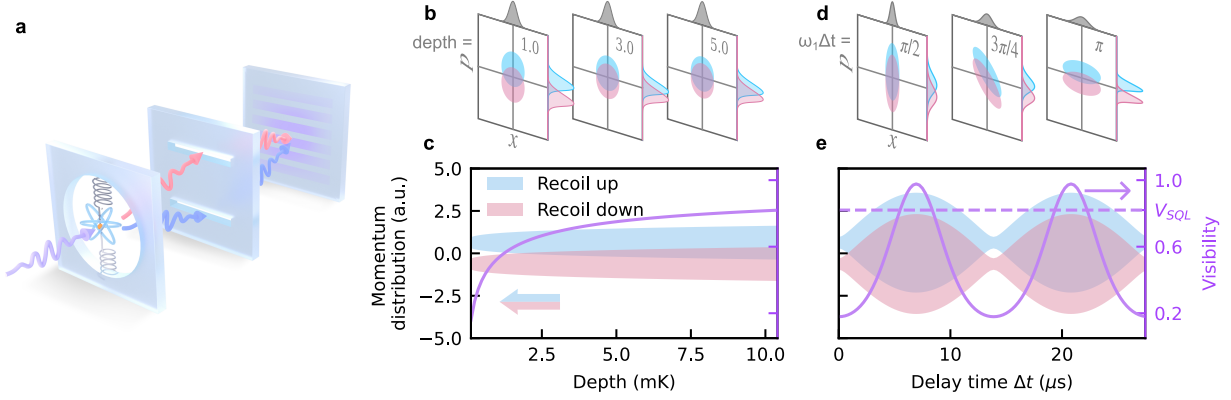 a
b
depth =
1.0
3.0
5.0
p
x
c
5.0
2.5
0.0
−2.5
−5.0
Momentum
distribution (a.u.)
Recoil up
Recoil down
2.5
5.0
7.5
10.0
Depth (mK)
d
ω₁Δt =
π/2
3π/4
π
p
x
e
0
10
20
Delay time Δt (μs)
1.0
V_SQL
0.6
0.2
Visibility